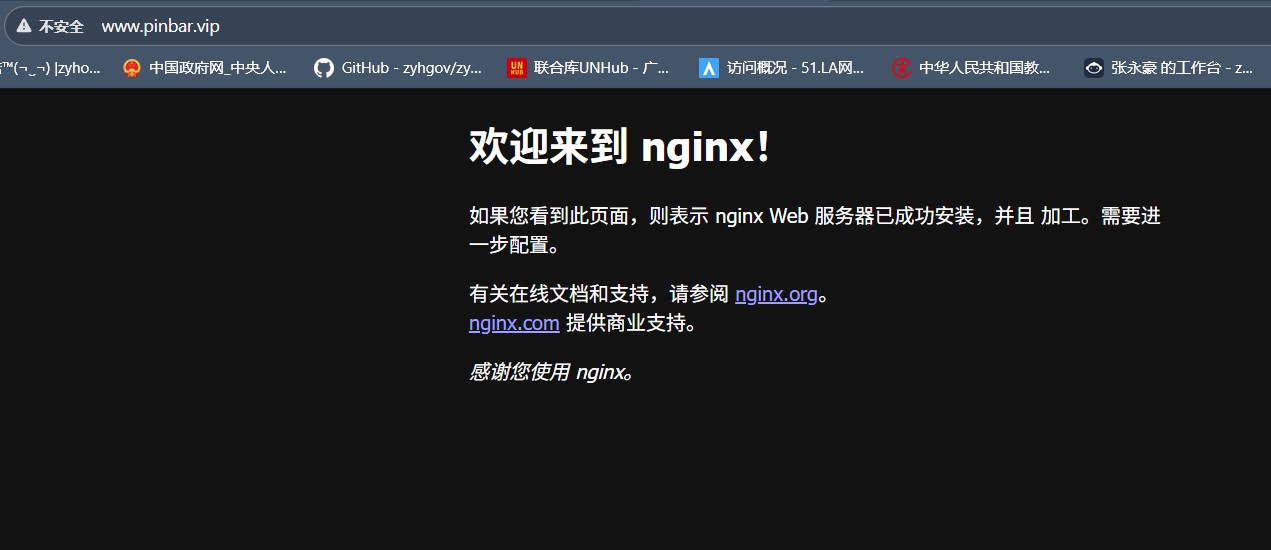 不安全 www.pinbar.vip
™(¬‿¬) |zyho... 中国政府网_中央人... GitHub - zyhgov/zy... UN HUB 联合库UNHub - 广... 访问概况 - 51.LA网... 中华人民共和国教... 张永豪 的工作台 - z...
欢迎来到 nginx!
如果您看到此页面，则表示 nginx Web 服务器已成功安装，并且 加工。需要进
一步配置。
有关在线文档和支持，请参阅 nginx.org。
nginx.com 提供商业支持。
感谢您使用 nginx。